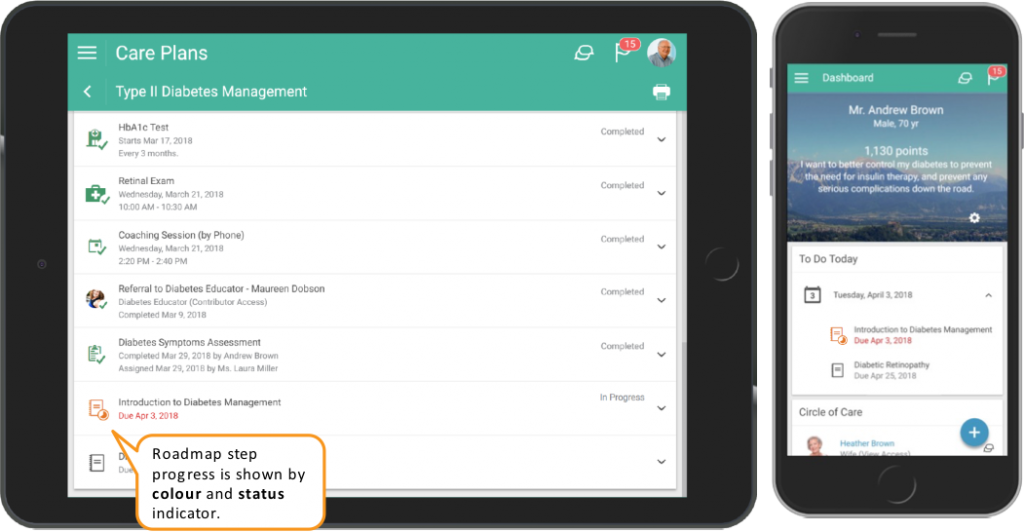 Care Plans
15
Type II Diabetes Management
HbA1c Test
Starts Mar 17, 2018
Every 3 months.
Completed
Retinal Exam
Wednesday, March 21, 2018
10:00 AM - 10:30 AM
Completed
Coaching Session (by Phone)
Wednesday, March 21, 2018
2:20 PM - 2:40 PM
Completed
Referral to Diabetes Educator - Maureen Dobson
Diabetes Educator (Contributor Access)
Completed Mar 9, 2018
Completed
Diabetes Symptoms Assessment
Completed Mar 29, 2018 by Andrew Brown
Assigned Mar 29, 2018 by Ms. Laura Miller
Completed
Introduction to Diabetes Management
Due Apr 3, 2018
In Progress
Roadmap step
progress is shown by
colour and status
indicator.
Dashboard
15
Mr. Andrew Brown
Male, 70 yr
1,130 points
I want to better control my diabetes to prevent
the need for insulin therapy, and prevent any
serious complications down the road.
To Do Today
3
Tuesday, April 3, 2018
Introduction to Diabetes Management
Due Apr 3, 2018
Diabetic Retinopathy
Due Apr 25, 2018
Circle of Care
Heather Brown
Wife (View Access)